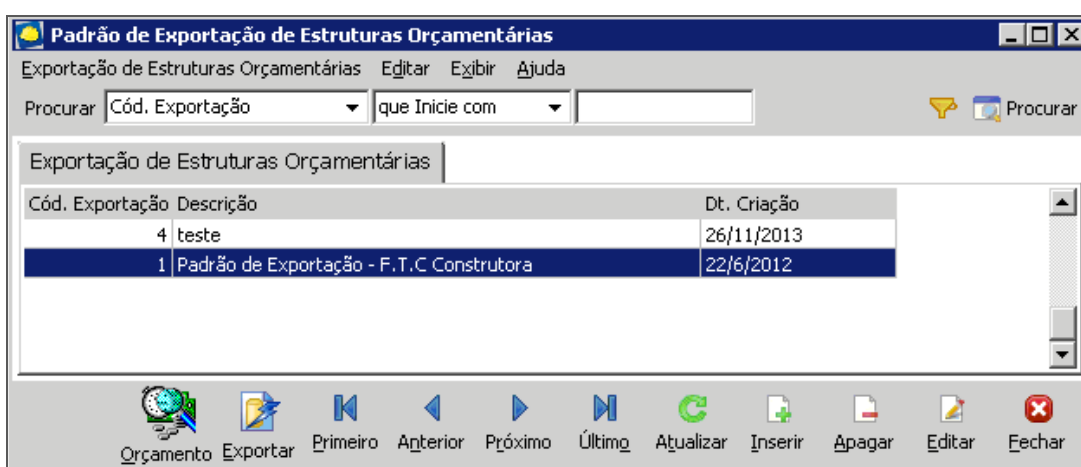 Padrão de Exportação de Estruturas Orçamentárias
Exportação de Estruturas Orçamentárias Editar Exibir Ajuda
Procurar Cód. Exportação que Inicie com Procurar
Exportação de Estruturas Orçamentárias
Cód. Exportação Descrição Dt. Criação
4 teste 26/11/2013
1 Padrão de Exportação - F.T.C Construtora 22/6/2012
Orçamento Exportar Primeiro Anterior Próximo Último Atualizar Inserir Apagar Editar Fechar